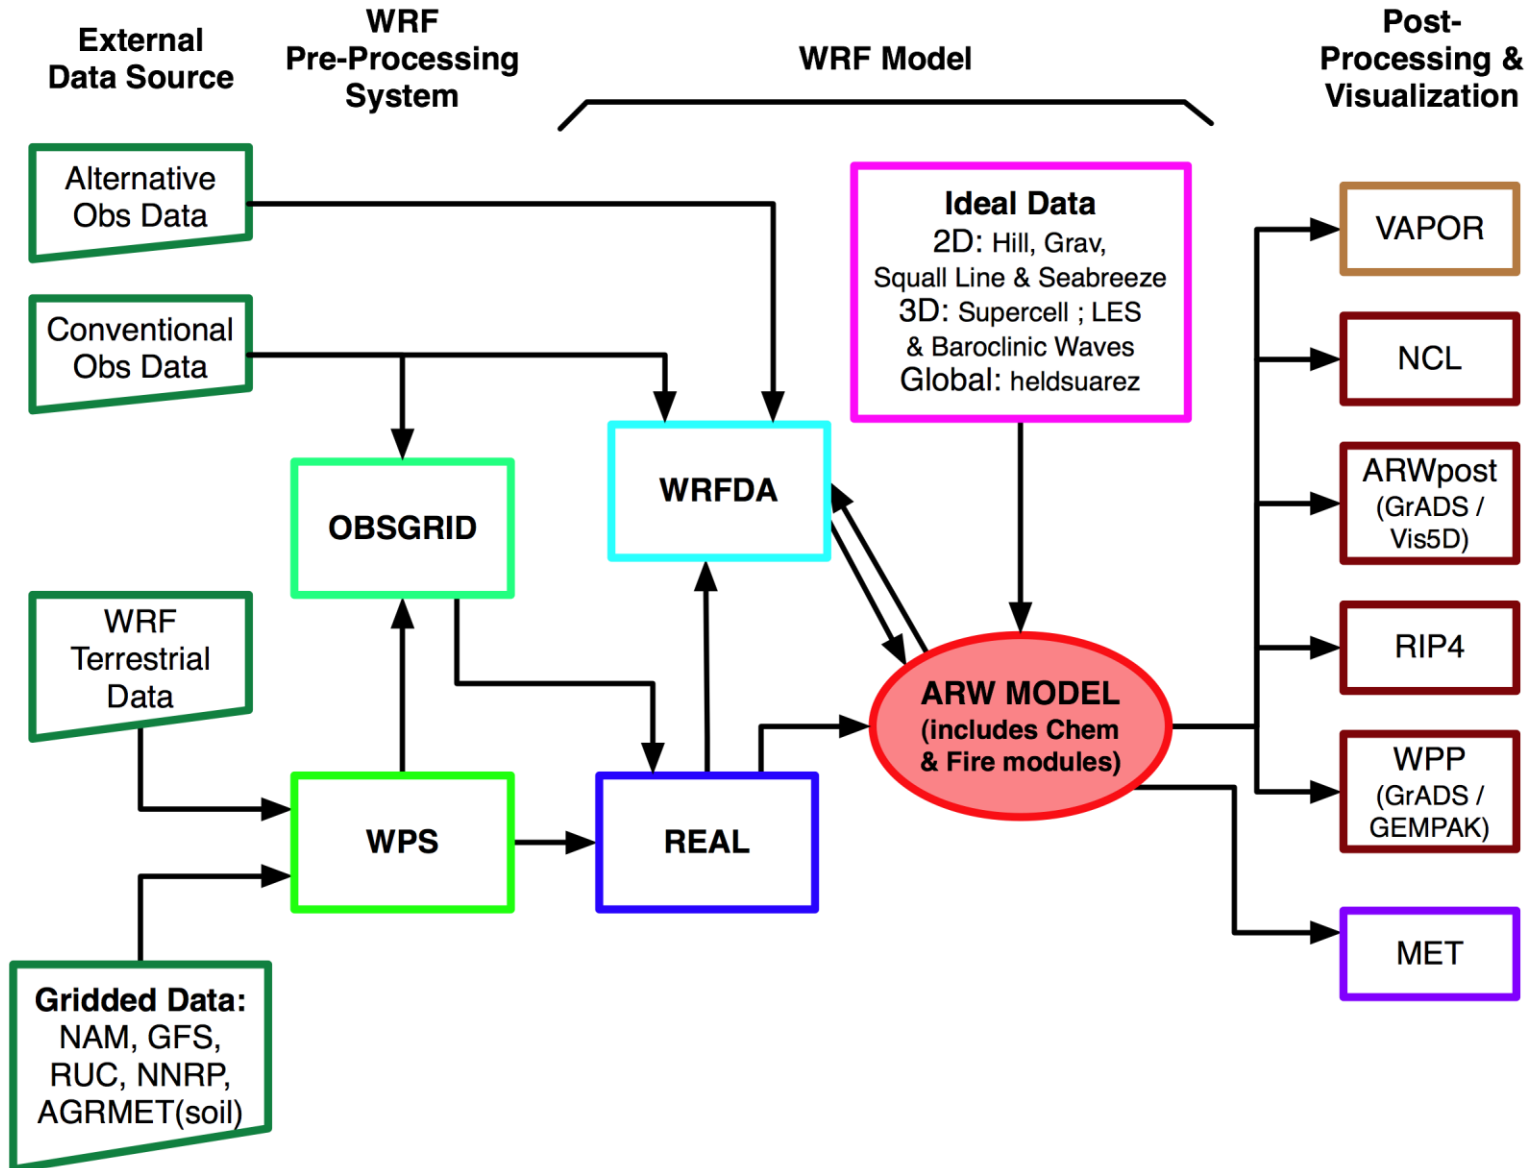 External
Data Source
WRF
Pre-Processing
System
WRF Model
Post-
Processing &
Visualization
Alternative
Obs Data
Conventional
Obs Data
WRF
Terrestrial
Data
Gridded Data:
NAM, GFS,
RUC, NNRP,
AGRMET(soil)
OBSGRID
WPS
WRFDA
REAL
Ideal Data
2D: Hill, Grav,
Squall Line & Seabreeze
3D: Supercell ; LES
& Baroclinic Waves
Global: heldsuarez
ARW MODEL
(includes Chem
& Fire modules)
VAPOR
NCL
ARWpost
(GrADS /
Vis5D)
RIP4
WPP
(GrADS /
GEMPAK)
MET